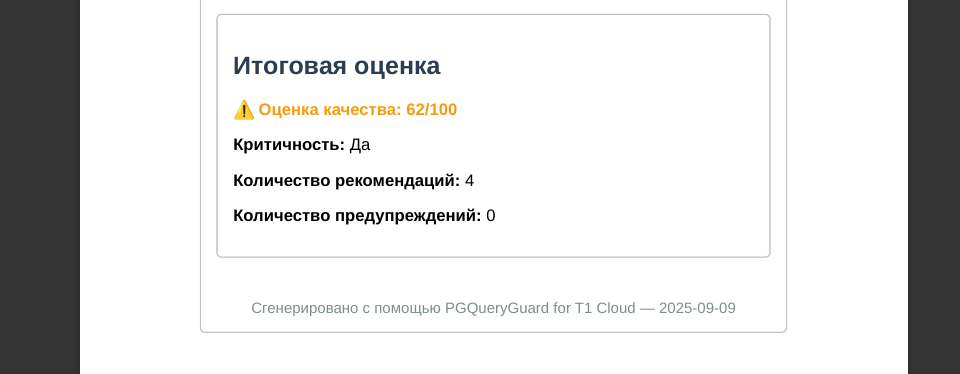 Итоговая оценка
⚠️ Оценка качества: 62/100
Критичность: Да
Количество рекомендаций: 4
Количество предупреждений: 0
Сгенерировано с помощью PGQueryGuard for T1 Cloud — 2025-09-09